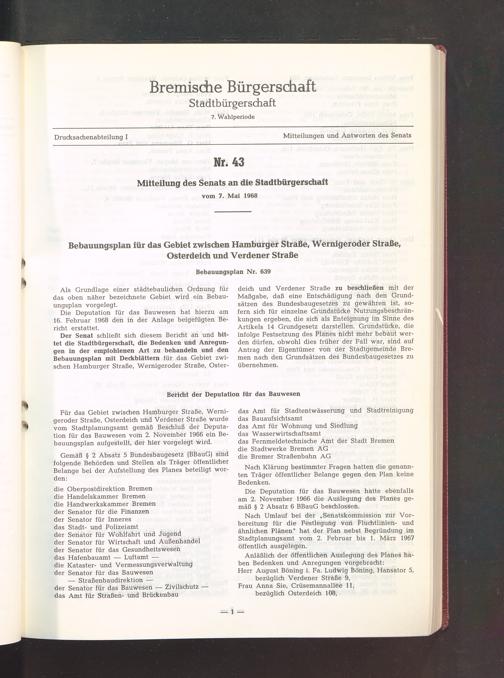 Bremische Bürgerschaft
Stadtbürgerschaft
7. Wahlperiode
Drucksachenabteilung I
Mitteilungen und Antworten des Senats
Nr. 43
Mitteilung des Senats an die Stadtbürgerschaft
vom 7. Mai 1968
Bebauungsplan für das Gebiet zwischen Hamburger Straße, Wernigeroder Straße,
Osterdeich und Verdener Straße
Bebauungsplan Nr. 639
Als Grundlage einer städtebaulichen Ordnung für
das oben näher bezeichnete Gebiet wird ein Bebau-
ungsplan vorgelegt.
Die Deputation für das Bauwesen hat hierzu am
16. Februar 1968 den in der Anlage beigefügten Be-
richt erstattet.
Der Senat schließt sich diesem Bericht an und bit-
tet die Stadtbürgerschaft, die Bedenken und Anregun-
gen in der empfohlenen Art zu behandeln und den
Bebauungsplan mit Deckblättern für das Gebiet zwi-
schen Hamburger Straße, Wernigeroder Straße, Oster-
deich und Verdener Straße zu beschließen mit der
Maßgabe, daß eine Entschädigung nach den Grund-
sätzen des Bundesbaugesetzes zu gewähren ist, so-
fern sich für einzelne Grundstücke Nutzungsbeschrän-
kungen ergeben, die sich als Enteignung im Sinne des
Artikels 14 Grundgesetz darstellen. Grundstücke, die
infolge Festsetzung des Planes nicht mehr bebaut wer-
den dürfen, obwohl dies früher der Fall war, sind auf
Antrag der Eigentümer von der Stadtgemeinde Bre-
men nach den Grundsätzen des Bundesbaugesetzes zu
übernehmen.
Bericht der Deputation für das Bauwesen
Für das Gebiet zwischen Hamburger Straße, Werni-
geroder Straße, Osterdeich und Verdener Straße wurde
vom Stadtplanungsamt gemäß Beschluß der Deputa-
tion für das Bauwesen vom 2. November 1966 ein Be-
bauungsplan aufgestellt, der hier vorgelegt wird.
Gemäß § 2 Absatz 5 Bundesbaugesetz (BBauG) sind
folgende Behörden und Stellen als Träger öffentlicher
Belange bei der Aufstellung des Planes beteiligt wor-
den:
die Oberpostdirektion Bremen
die Handelskammer Bremen
die Handwerkskammer Bremen
der Senator für die Finanzen
der Senator für Inneres
das Stadt- und Polizeiamt
der Senator für Wohlfahrt und Jugend
der Senator für Wirtschaft und Außenhandel
der Senator für das Gesundheitswesen
das Hafenbauamt — Luftamt —
die Kataster- und Vermessungsverwaltung
der Senator für das Bauwesen
— Straßenbaudirektion —
der Senator für das Bauwesen — Zivilschutz —
das Amt für Straßen- und Brückenbau
das Amt für Stadtentwässerung und Stadtreinigung
das Bauaufsichtsamt
das Amt für Wohnung und Siedlung
das Wasserwirtschaftsamt
das Fernmeldetechnische Amt der Stadt Bremen
die Stadtwerke Bremen AG
die Bremer Straßenbahn AG
Nach Klärung bestimmter Fragen hatten die genann-
ten Träger öffentlicher Belange gegen den Plan keine
Bedenken.
Die Deputation für das Bauwesen hatte ebenfalls
am 2. November 1966 die Auslegung des Planes ge-
mäß § 2 Absatz 6 BBauG beschlossen.
Nach Umlauf bei der „Senatskommission zur Vor-
bereitung für die Festlegung von Fluchtlinien- und
ähnlichen Plänen“ hat der Plan nebst Begründung im
Stadtplanungsamt vom 2. Februar bis 1. März 1967
öffentlich ausgelegen.
Anläßlich der öffentlichen Auslegung des Planes ha-
ben Bedenken und Anregungen vorgebracht:
Herr August Böning i. Fa. Ludwig Böning, Hansator 5,
bezüglich Verdener Straße 9,
Frau Anna Sie, Crüsemannallee 11,
bezüglich Osterdeich 108,
— 1 —